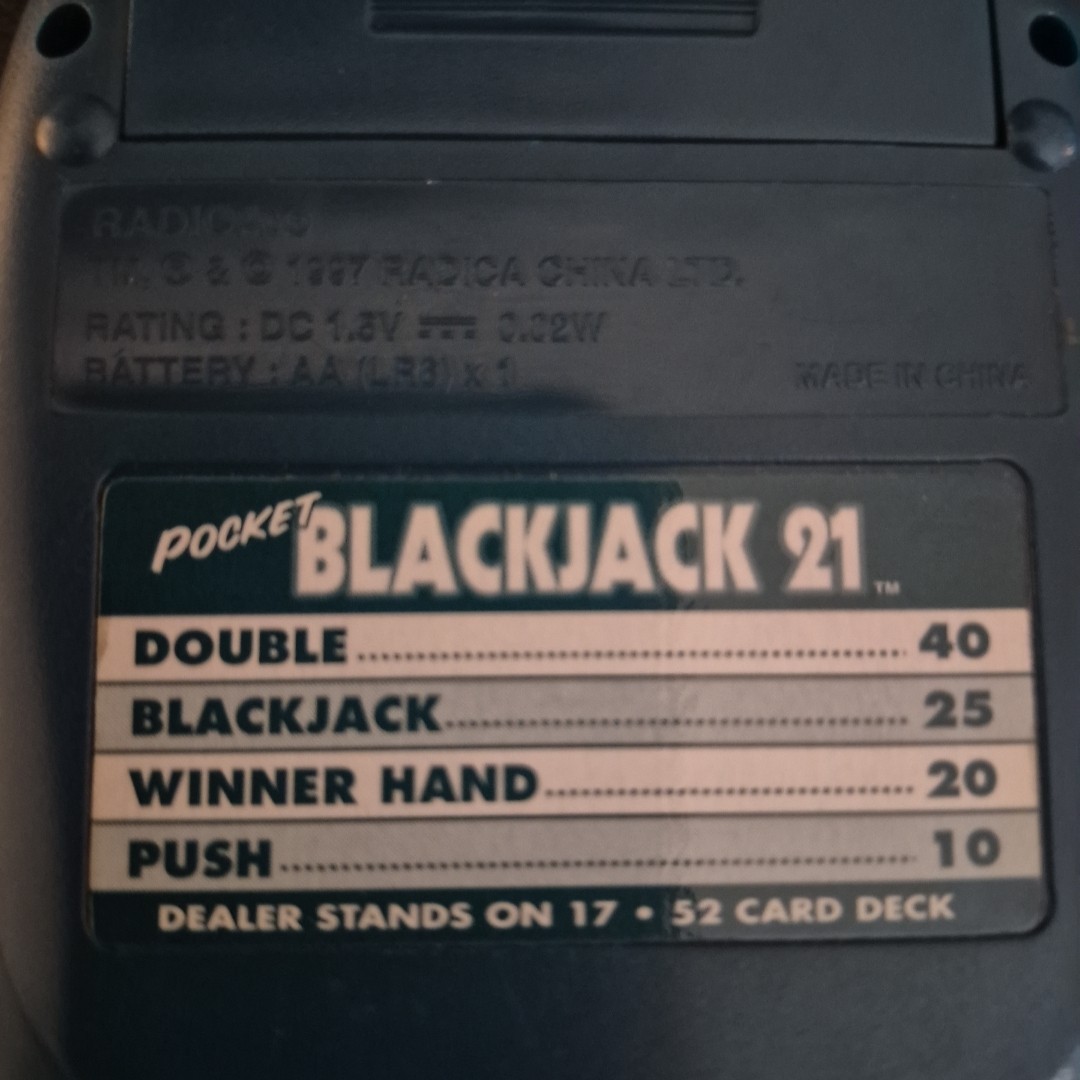 RADICA®
TM, ® & © 1997 RADICA CHINA LTD.
RATING : DC 1.5V ⎓ 0.02W
BATTERY : AA (LR6) x 1
MADE IN CHINA
POCKET BLACKJACK 21 TM
DOUBLE 40
BLACKJACK 25
WINNER HAND 20
PUSH 10
DEALER STANDS ON 17 • 52 CARD DECK